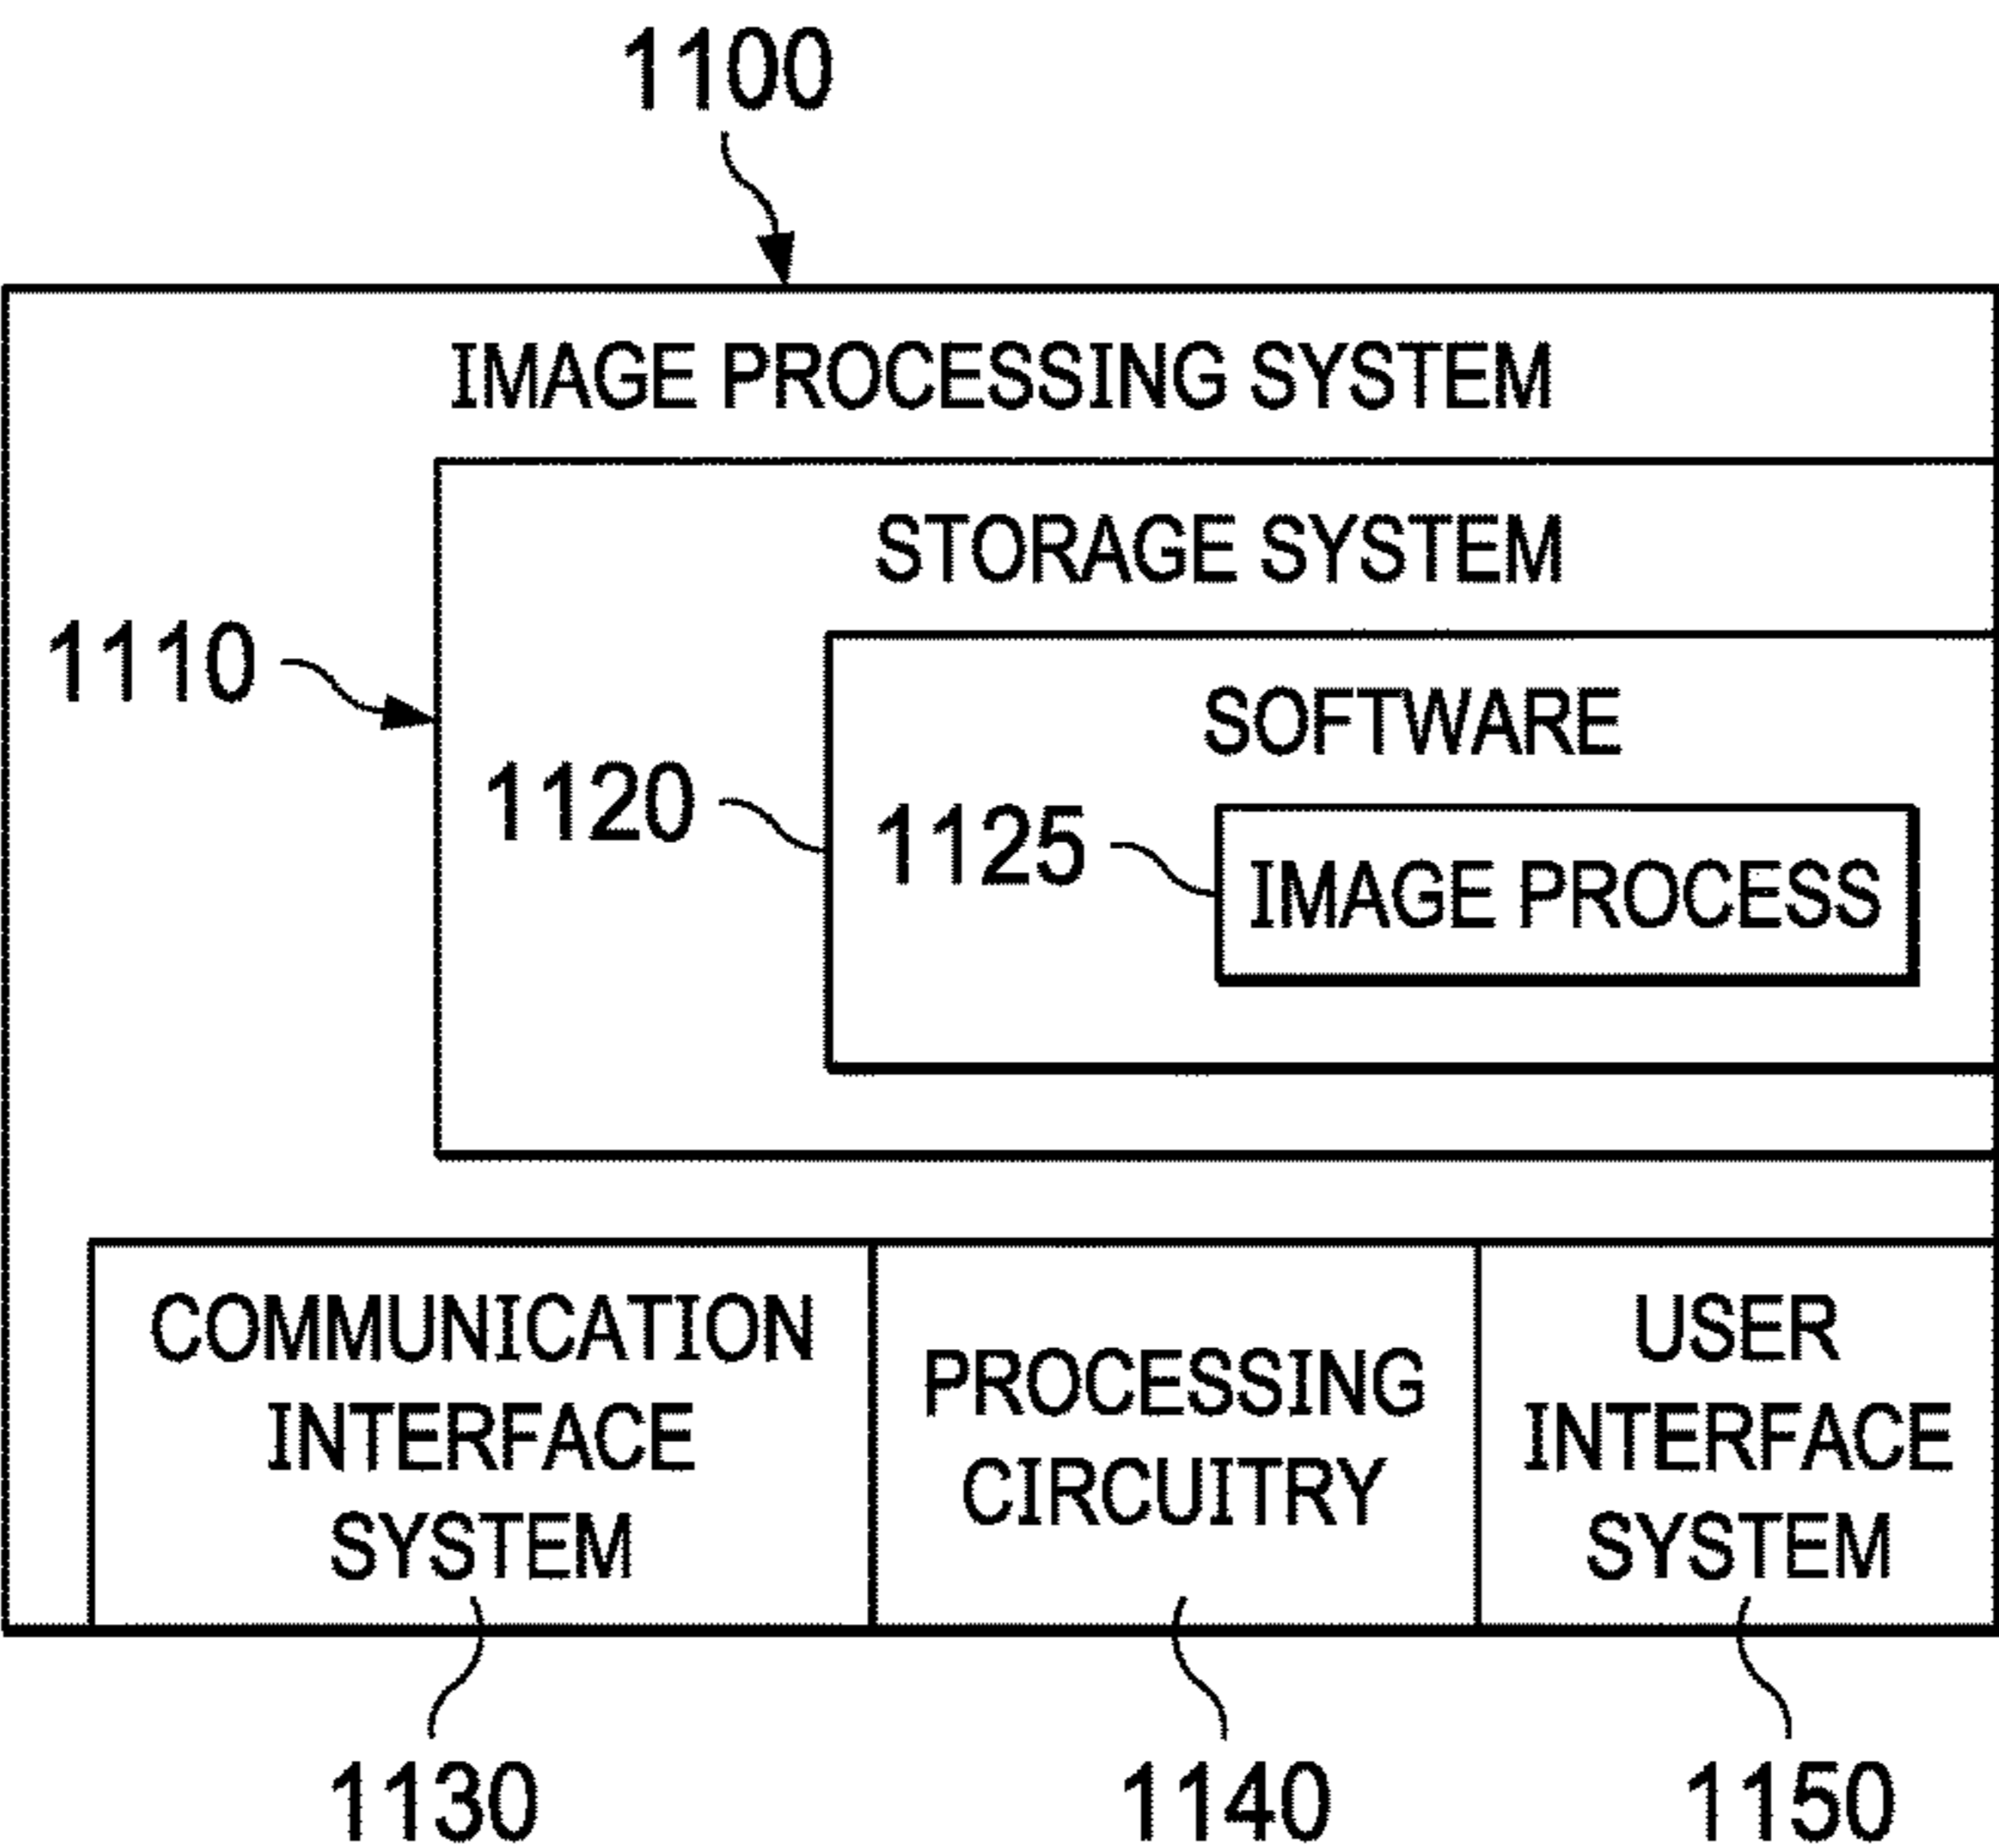 1100
IMAGE PROCESSING SYSTEM
STORAGE SYSTEM
1110
SOFTWARE
1120
1125
IMAGE PROCESS
COMMUNICATION
INTERFACE
SYSTEM
PROCESSING
CIRCUITRY
USER
INTERFACE
SYSTEM
1130
1140
1150